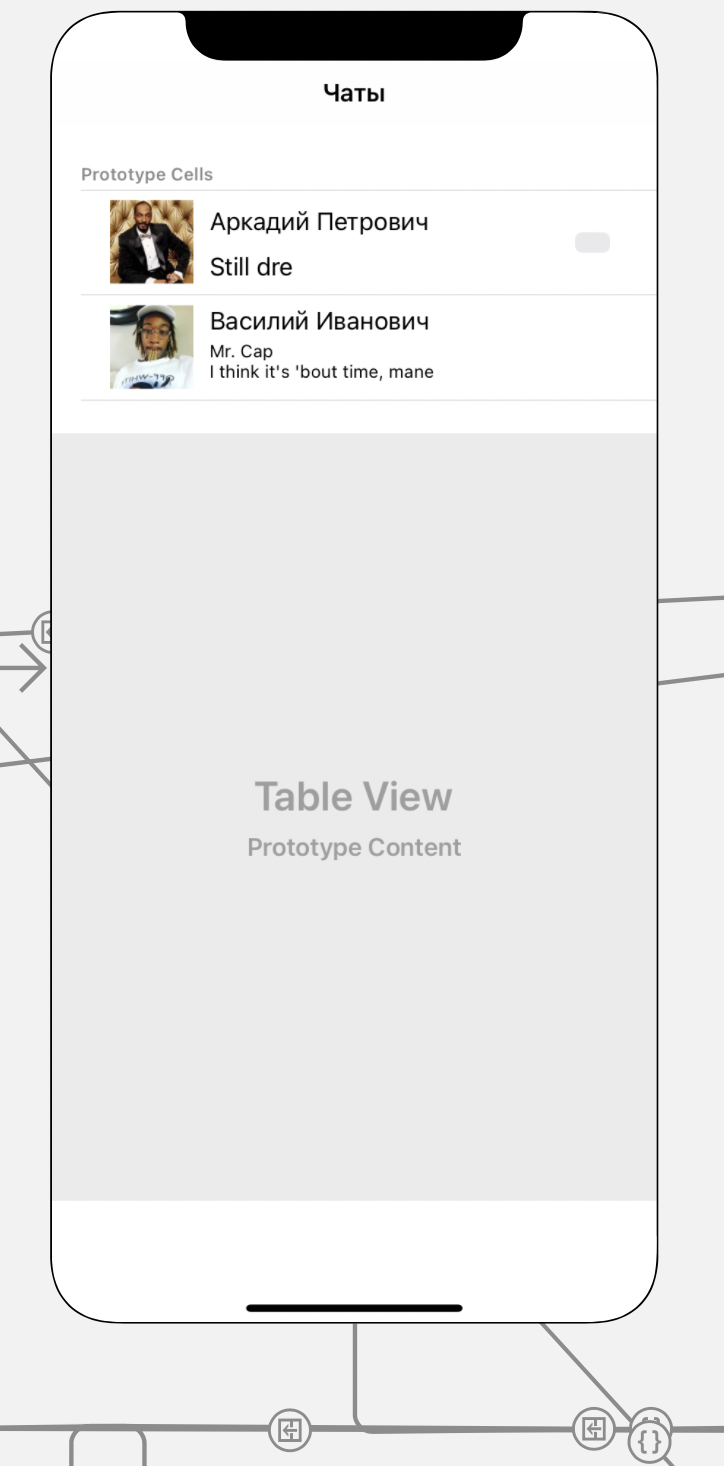 Чаты
Prototype Cells
Аркадий Петрович
Still dre
Василий Иванович
Mr. Cap
I think it's 'bout time, mane
Table View
Prototype Content
{}